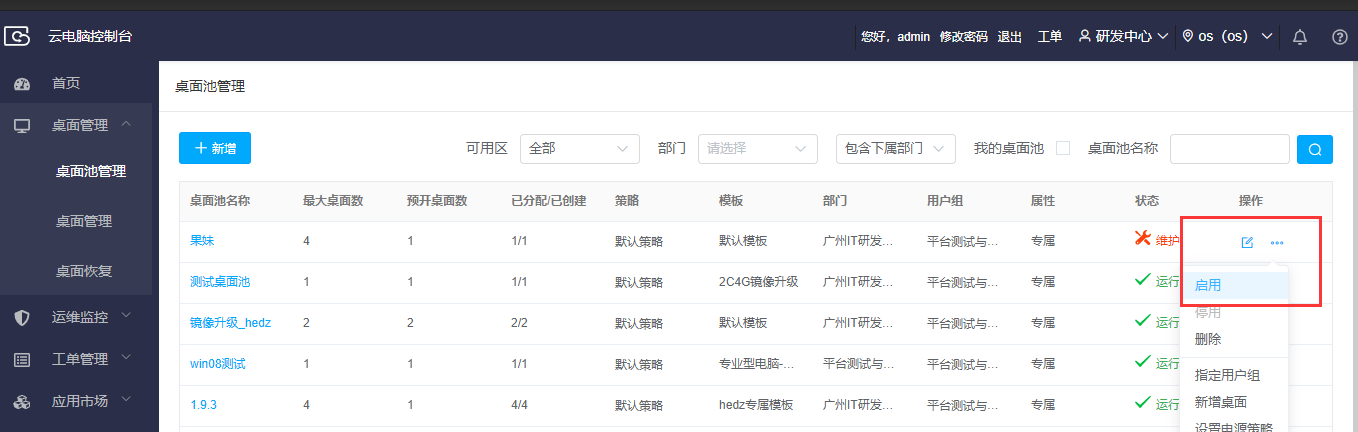 云电脑控制台 您好，admin 修改密码 退出 工单 研发中心 os（os）
首页
桌面管理
桌面池管理
桌面管理
桌面恢复
运维监控
工单管理
应用市场
桌面池管理
新增 可用区 全部 部门 请选择 包含下属部门 我的桌面池 桌面池名称
桌面池名称 最大桌面数 预开桌面数 已分配/已创建 策略 模板 部门 用户组 属性 状态 操作
果妹 4 1 1/1 默认策略 默认模板 广州IT研发... 平台测试与... 专属 维护
测试桌面池 1 1 1/1 默认策略 2C4G镜像升级 广州IT研发... 平台测试与... 专属 运行
镜像升级_hedz 2 2 2/2 默认策略 默认模板 广州IT研发... 平台测试与... 专属 运行
win08测试 1 1 1/1 默认策略 专业型电脑-... 平台测试与... 平台测试与... 专属 运行
1.9.3 4 1 4/4 默认策略 hedz专属模板 广州IT研发... 平台测试与... 专属 运行
启用
停用
删除
指定用户组
新增桌面
设置电源策略